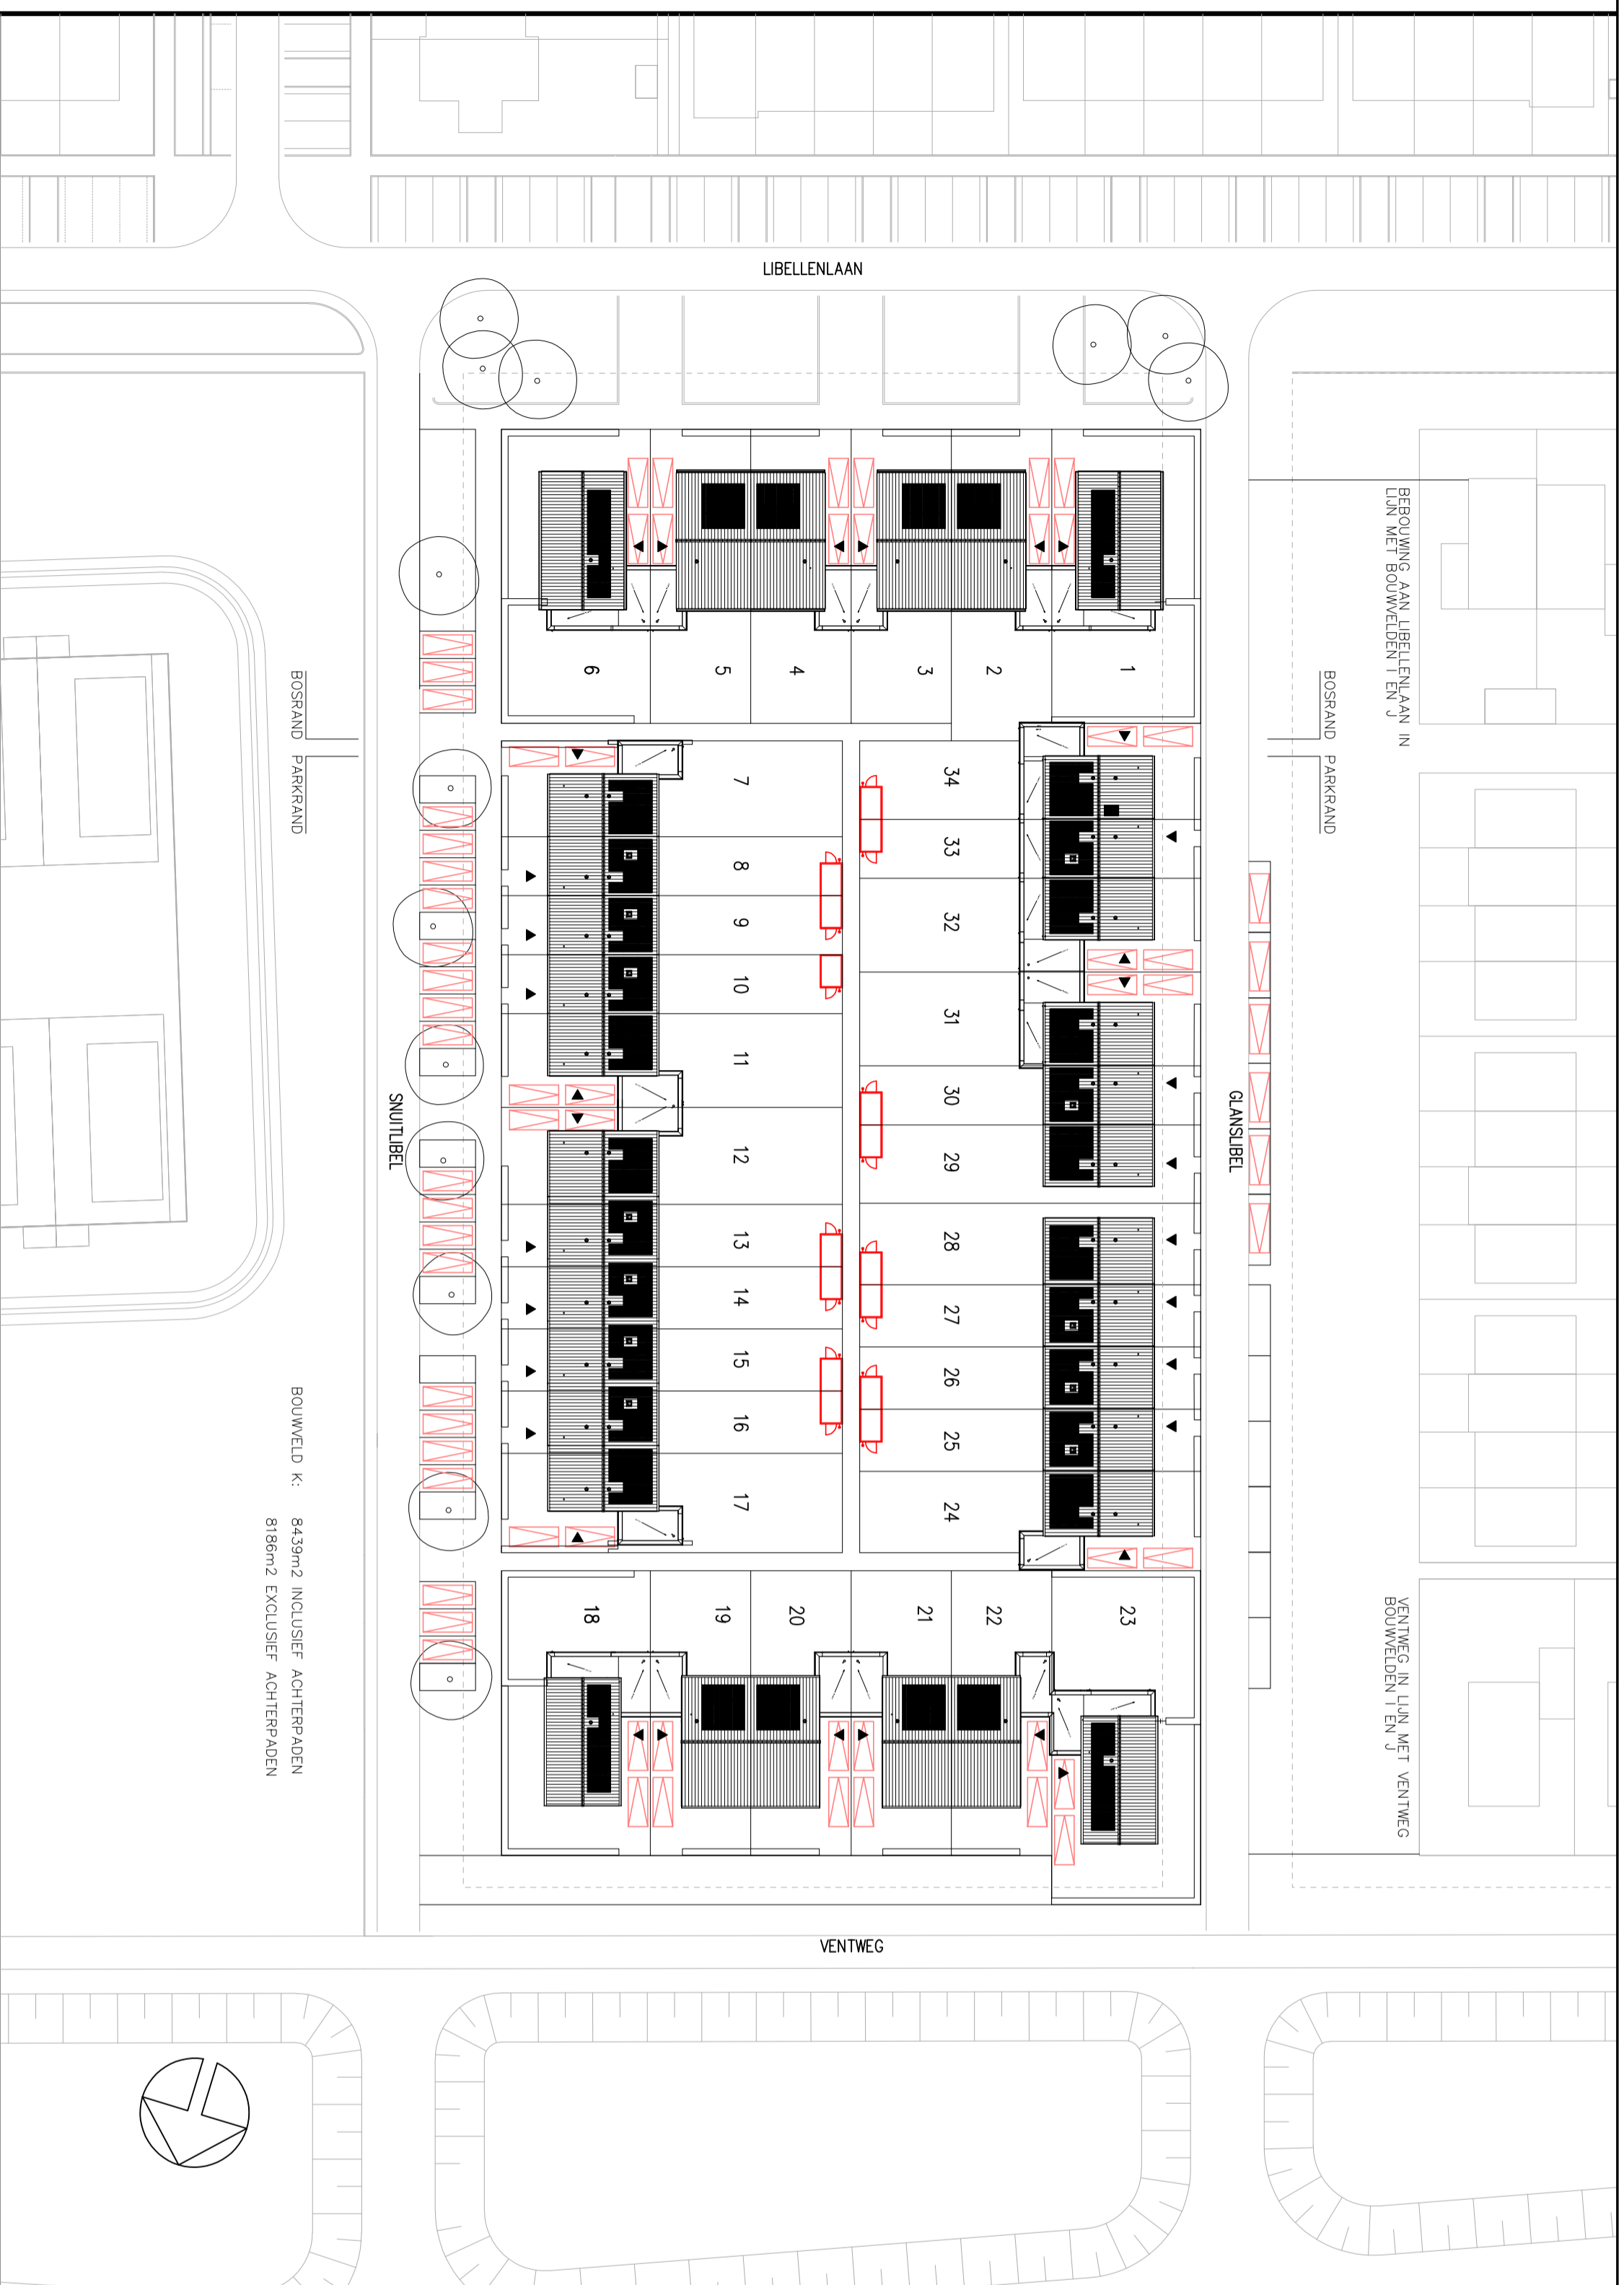 LIBELLENLAAN
BEBOUWING AAN LIBELLENLAAN IN
LIJN MET BOUWVELDEN I EN J
BOSRAND PARKRAND
BOSRAND PARKRAND
6
5
4
3
2
1
7
8
9
10
11
12
13
14
15
16
17
34
33
32
31
30
29
28
27
26
25
24
18
19
20
21
22
23
SNUITLIBEL
GLANSLIBEL
BOUWVELD K: 8439m2 INCLUSIEF ACHTERPADEN
8186m2 EXCLUSIEF ACHTERPADEN
VENTWEG IN LIJN MET VENTWEG
BOUWVELDEN I EN J
VENTWEG